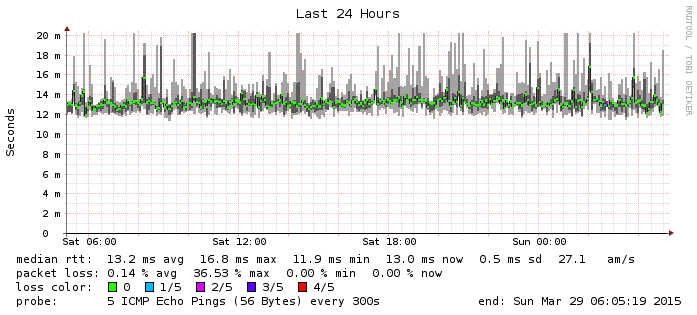 Last 24 Hours
RRDTOOL / TOBI OETIKER
Seconds
20 m
18 m
16 m
14 m
12 m
10 m
8 m
6 m
4 m
2 m
0
Sat 06:00 Sat 12:00 Sat 18:00 Sun 00:00
median rtt: 13.2 ms avg 16.8 ms max 11.9 ms min 13.0 ms now 0.5 ms sd 27.1 am/s
packet loss: 0.14 % avg 36.53 % max 0.00 % min 0.00 % now
loss color: 0 1/5 2/5 3/5 4/5
probe: 5 ICMP Echo Pings (56 Bytes) every 300s end: Sun Mar 29 06:05:19 2015